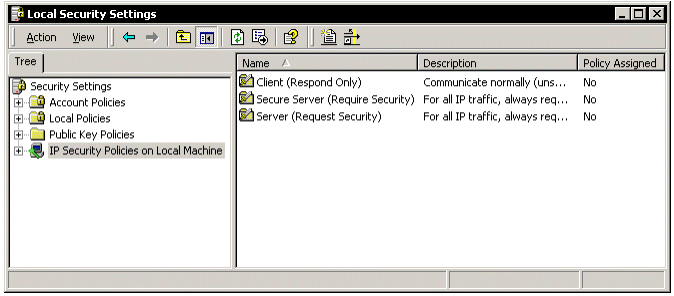 Local Security Settings
Action View
Tree
Name Description Policy Assigned
Security Settings
Account Policies
Local Policies
Public Key Policies
IP Security Policies on Local Machine
Client (Respond Only) Communicate normally (uns... No
Secure Server (Require Security) For all IP traffic, always req... No
Server (Request Security) For all IP traffic, always req... No